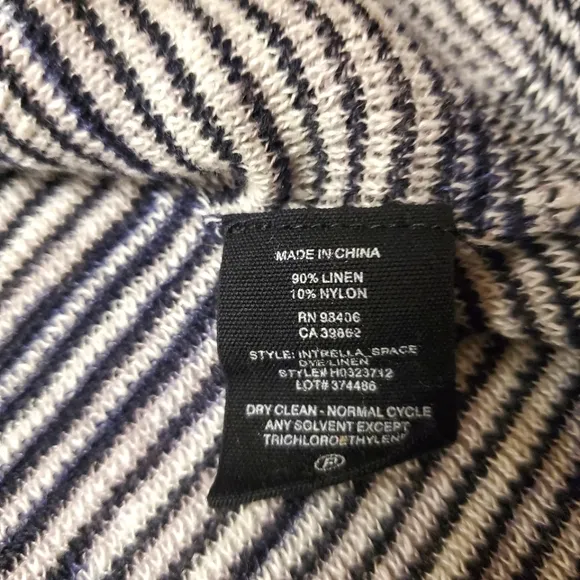 MADE IN CHINA
90% LINEN
10% NYLON
RN 98406
CA 39862
STYLE: INTRELLA_SPACE
DYE LINEN
STYLE# H0323712
LOT# 374486
DRY CLEAN - NORMAL CYCLE
ANY SOLVENT EXCEPT
TRICHLOROETHYLENE
P